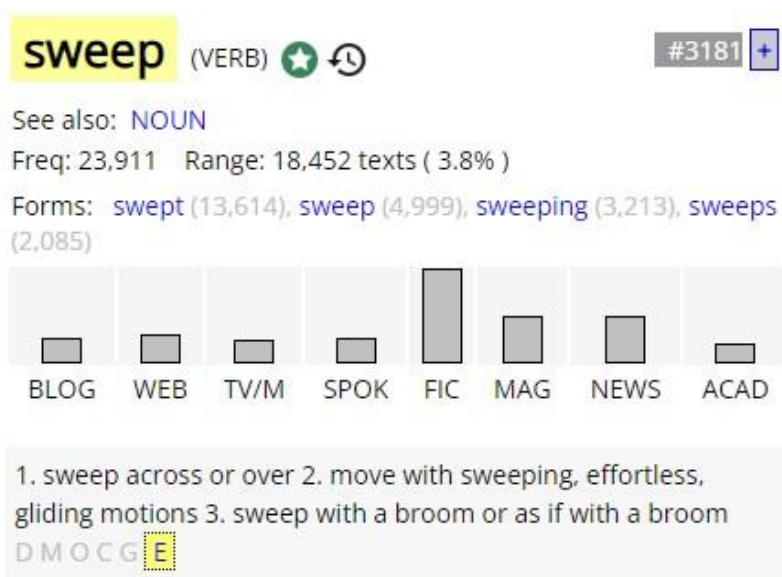 sweep (VERB) #3181 +
See also: NOUN
Freq: 23,911 Range: 18,452 texts ( 3.8% )
Forms: swept (13,614), sweep (4,999), sweeping (3,213), sweeps
(2,085)
BLOG WEB TV/M SPOK FIC MAG NEWS ACAD
1. sweep across or over 2. move with sweeping, effortless,
gliding motions 3. sweep with a broom or as if with a broom
D M O C G E